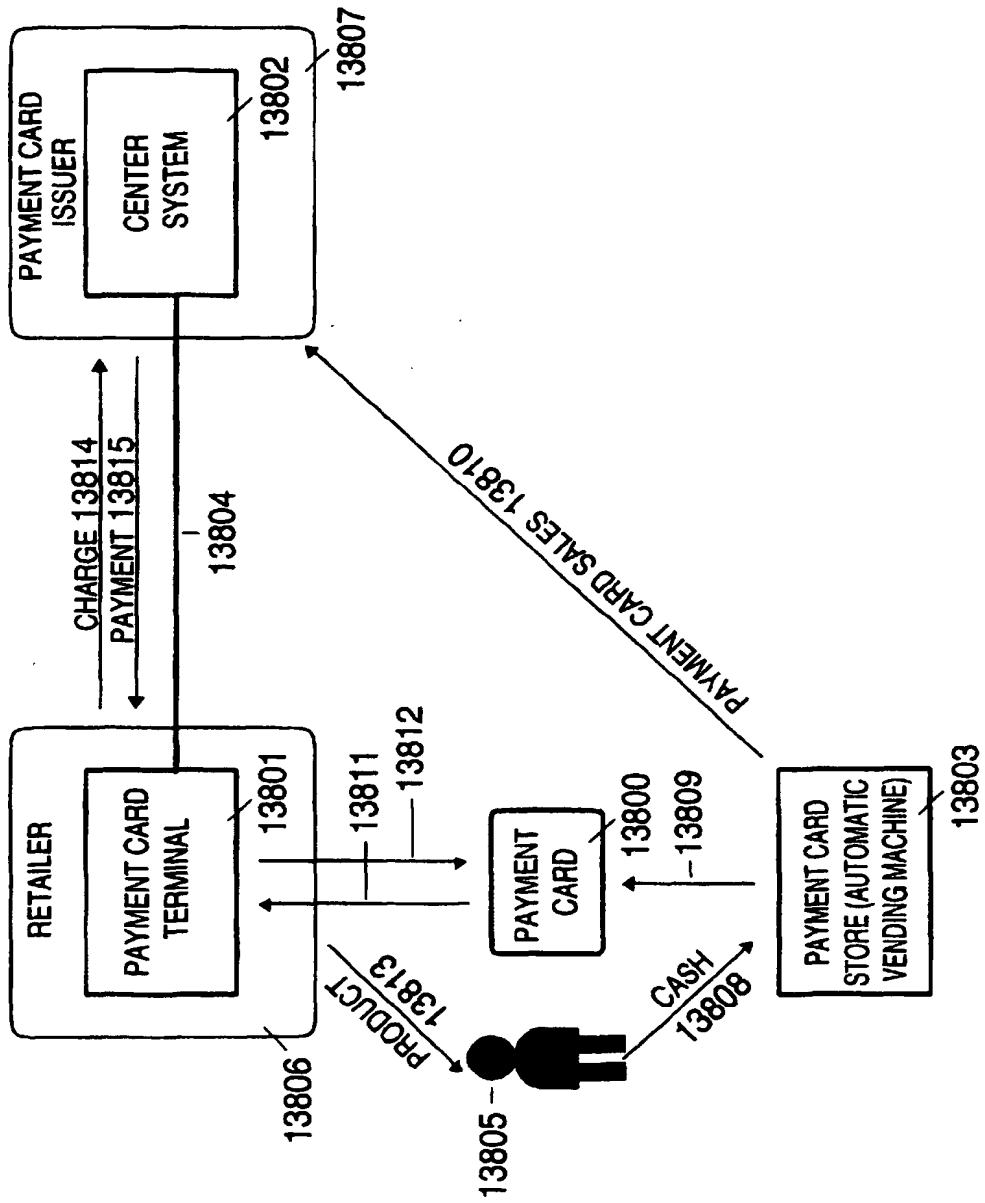 RETAILER
PAYMENT CARD
TERMINAL
13801
13806
CHARGE 13814
PAYMENT 13815
13804
PAYMENT CARD
ISSUER
CENTER
SYSTEM
13802
13807
13811
13812
PRODUCT
13813
13805
PAYMENT
CARD
13800
13809
CASH
13808
PAYMENT CARD SALES 13810
PAYMENT CARD
STORE (AUTOMATIC
VENDING MACHINE)
13803